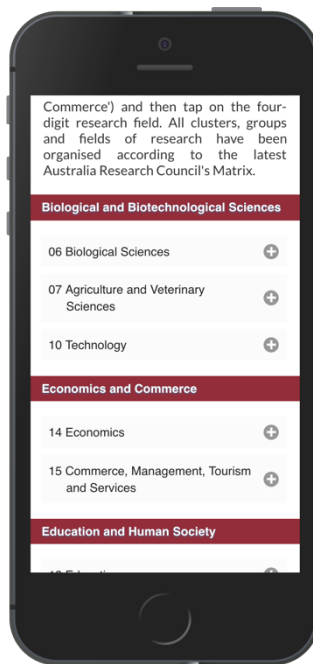 Commerce') and then tap on the four-
digit research field. All clusters, groups
and fields of research have been
organised according to the latest
Australia Research Council's Matrix.
Biological and Biotechnological Sciences
06 Biological Sciences
07 Agriculture and Veterinary
Sciences
10 Technology
Economics and Commerce
14 Economics
15 Commerce, Management, Tourism
and Services
Education and Human Society